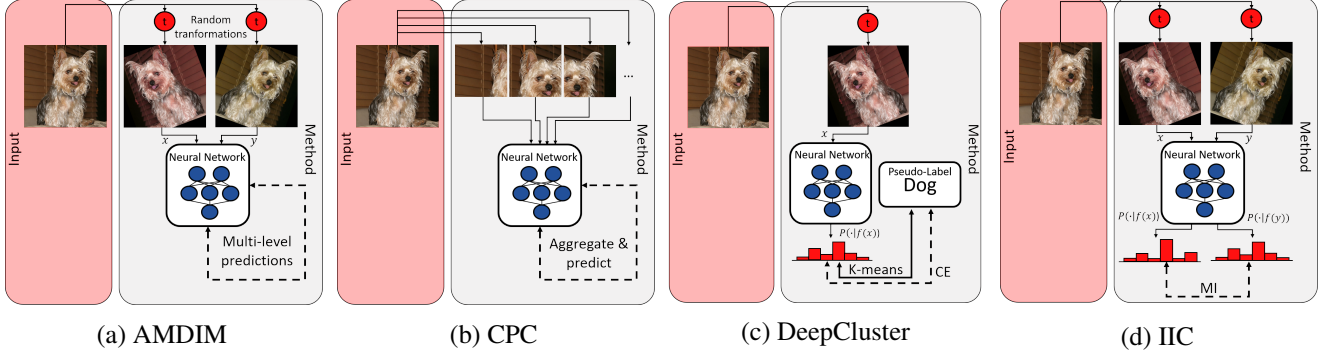 t
t
Random
tranformations
Input
Method
x
y
Neural Network
Multi-level
predictions
(a) AMDIM
...
Input
Method
Neural Network
Aggregate &
predict
(b) CPC
t
Input
Method
x
Neural Network
Pseudo-Label
Dog
P(·|f(x))
K-means
CE
(c) DeepCluster
t
t
Input
Method
x
y
Neural Network
P(·|f(x))
P(·|f(y))
MI
(d) IIC